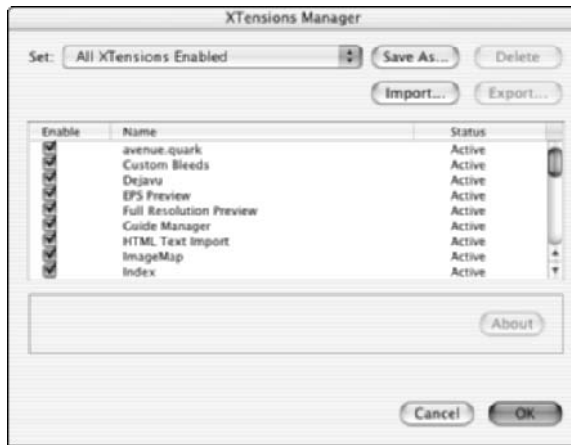 XTensions Manager
Set: All XTensions Enabled Save As... Delete
Import... Export...
Enable Name Status
avenue.quark Active
Custom Bleeds Active
Dejavu Active
EPS Preview Active
Full Resolution Preview Active
Guide Manager Active
HTML Text Import Active
ImageMap Active
Index Active
About
Cancel OK